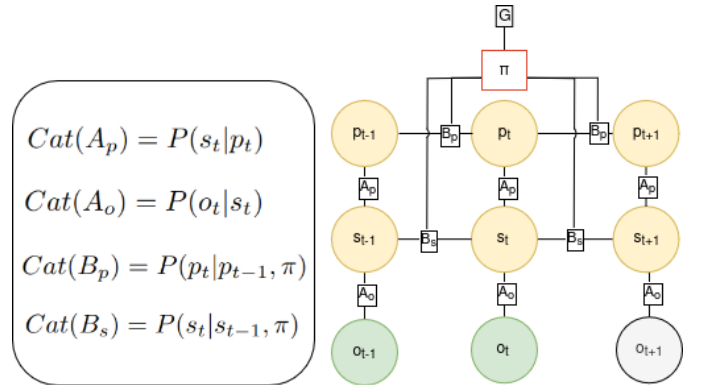 Cat(A_p) = P(s_t|p_t)
Cat(A_o) = P(o_t|s_t)
Cat(B_p) = P(p_t|p_{t-1}, π)
Cat(B_s) = P(s_t|s_{t-1}, π)
G
π
p_{t-1} B_p p_t B_p p_{t+1}
A_p A_p A_p
s_{t-1} B_s s_t B_s s_{t+1}
A_o A_o A_o
o_{t-1} o_t o_{t+1}